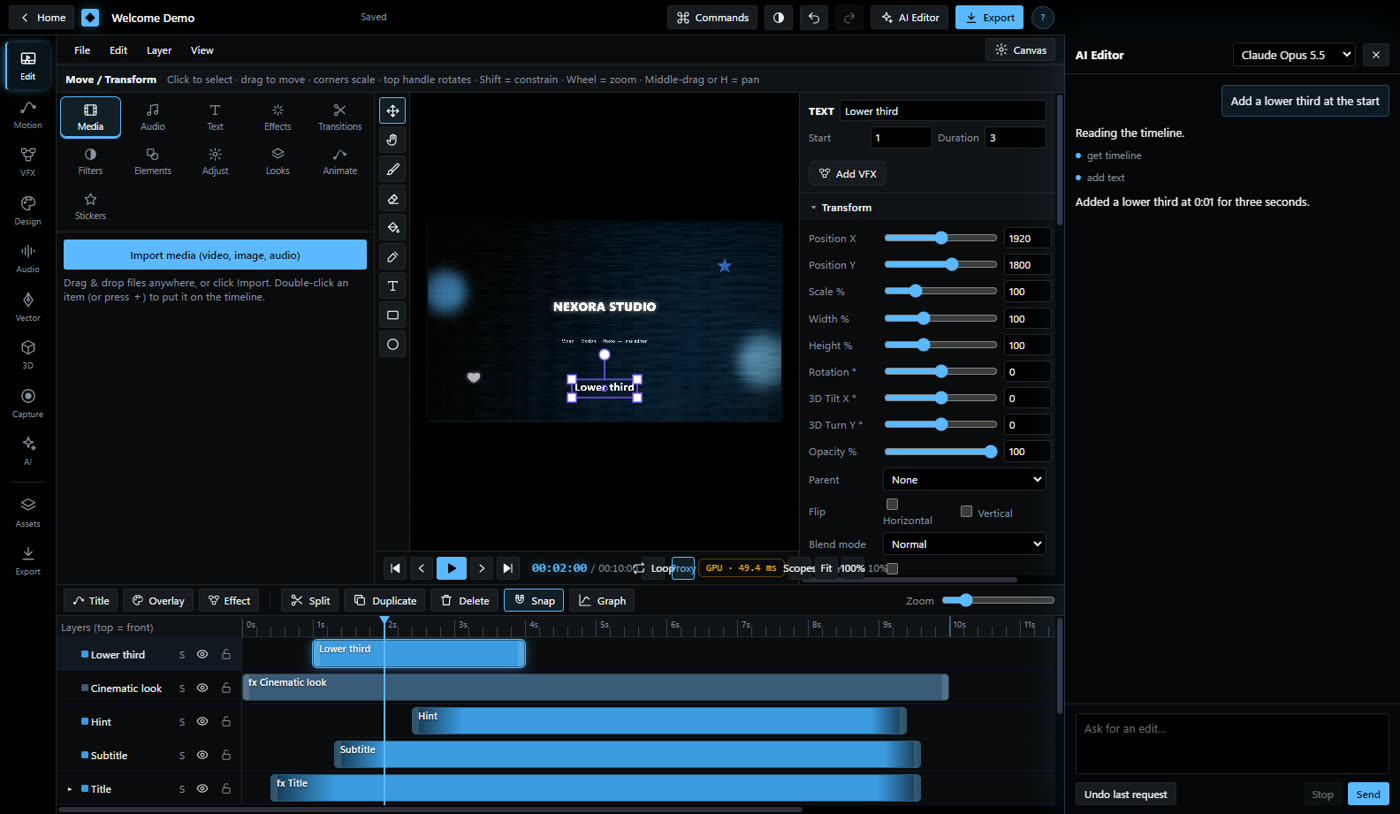 Home
Welcome Demo
Saved
Commands
AI Editor
Export
?
File Edit Layer View
Canvas
Move / Transform Click to select · drag to move · corners scale · top handle rotates · Shift = constrain · Wheel = zoom · Middle-drag or H = pan
Edit
Motion
VFX
Design
Audio
Vector
3D
Capture
AI
Assets
Export
Media Audio Text Effects Transitions
Filters Elements Adjust Looks Animate
Stickers
Import media (video, image, audio)
Drag & drop files anywhere, or click Import. Double-click an
item (or press +) to put it on the timeline.
T
NEXORA STUDIO
Lower third
TEXT Lower third
Start 1 Duration 3
Add VFX
Transform
Position X 1920
Position Y 1800
Scale % 100
Width % 100
Height % 100
Rotation ° 0
3D Tilt X ° 0
3D Turn Y ° 0
Opacity % 100
Parent None
Flip Horizontal Vertical
Blend mode Normal
00:02:00 / 00:10:0 Loop Proxy GPU · 49.4 ms Scopes Fit 100% 10%
Title Overlay Effect Split Duplicate Delete Snap Graph Zoom
Layers (top = front) 0s 1s 2s 3s 4s 5s 6s 7s 8s 9s 10s 11s
Lower third S Lower third
Cinematic look S fx Cinematic look
Hint S Hint
Subtitle S Subtitle
Title S fx Title
AI Editor Claude Opus 5.5
Add a lower third at the start
Reading the timeline.
get timeline
add text
Added a lower third at 0:01 for three seconds.
Ask for an edit...
Undo last request Stop Send